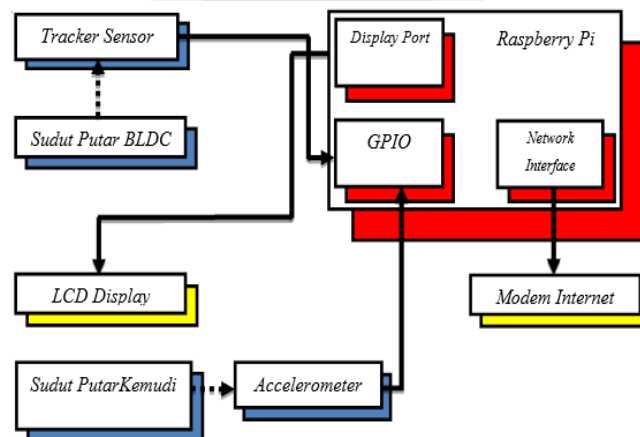 Tracker Sensor
Display Port
Raspberry Pi
Sudut Putar BLDC
GPIO
Network
Interface
LCD Display
Modem Internet
Sudut PutarKemudi
Accelerometer